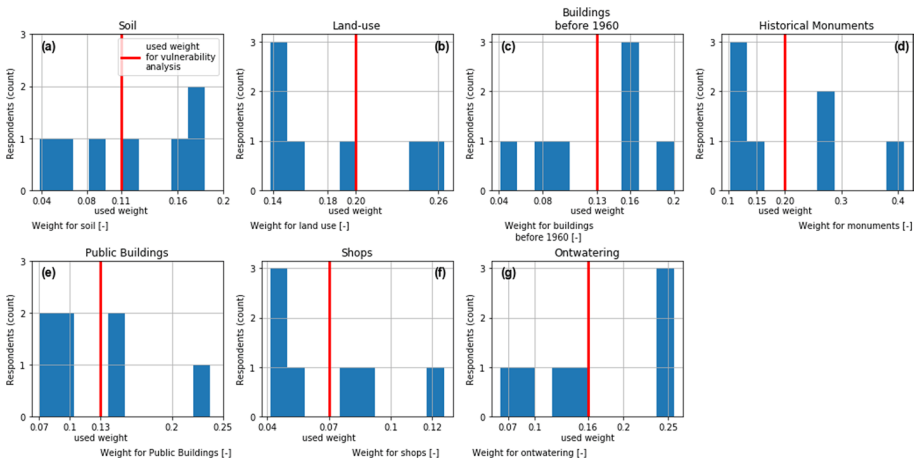 Soil
(a)
used weight
for vulnerability
analysis
Respondents (count)
3
2
1
0
0.04
0.08
0.11
0.16
0.2
used weight
Weight for soil [-]
Land-use
(b)
Respondents (count)
3
2
1
0
0.14
0.18
0.20
0.26
used weight
Weight for land use [-]
Buildings
before 1960
(c)
Respondents (count)
3
2
1
0
0.04
0.08
0.13
0.16
0.2
used weight
Weight for buildings
before 1960 [-]
Historical Monuments
(d)
Respondents (count)
3
2
1
0
0.1
0.20
0.3
0.4
used weight
Weight for monuments [-]
Public Buildings
(e)
Respondents (count)
3
2
1
0
0.07
0.1
0.13
0.2
0.25
used weight
Weight for Public Buildings [-]
Shops
(f)
Respondents (count)
3
2
1
0
0.04
0.07
0.1
0.12
used weight
Weight for shops [-]
Ontwatering
(g)
Respondents (count)
3
2
1
0
0.07
0.1
0.16
0.2
0.25
used weight
Weight for ontwatering [-]